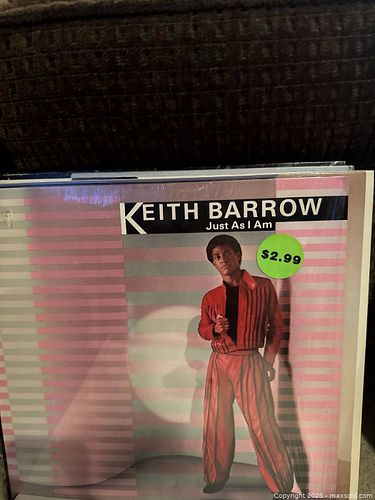 KEITH BARROW
Just As I Am
$2.99
Copyright 2025 - maxsold.com